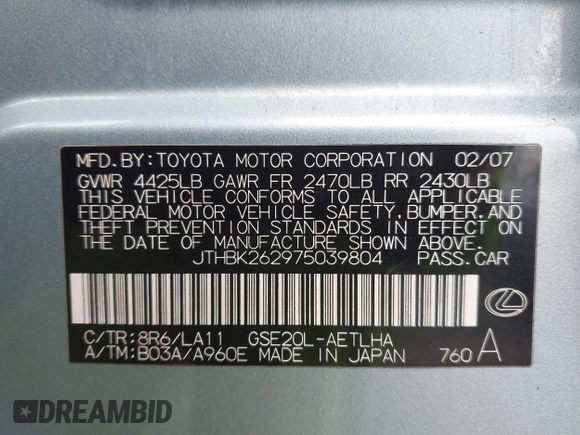 MFD.BY: TOYOTA MOTOR CORPORATION 02/07
GVWR 4425LB GAWR FR 2470LB RR 2430LB
THIS VEHICLE CONFORMS TO ALL APPLICABLE
FEDERAL MOTOR VEHICLE SAFETY, BUMPER, AND
THEFT PREVENTION STANDARDS IN EFFECT ON
THE DATE OF MANUFACTURE SHOWN ABOVE.
JTHBK262975039804 PASS.CAR
C/TR:8R6/LA11 GSE20L-AETLHA
A/TM:B03A/A960E MADE IN JAPAN 760 A
DREAMBID